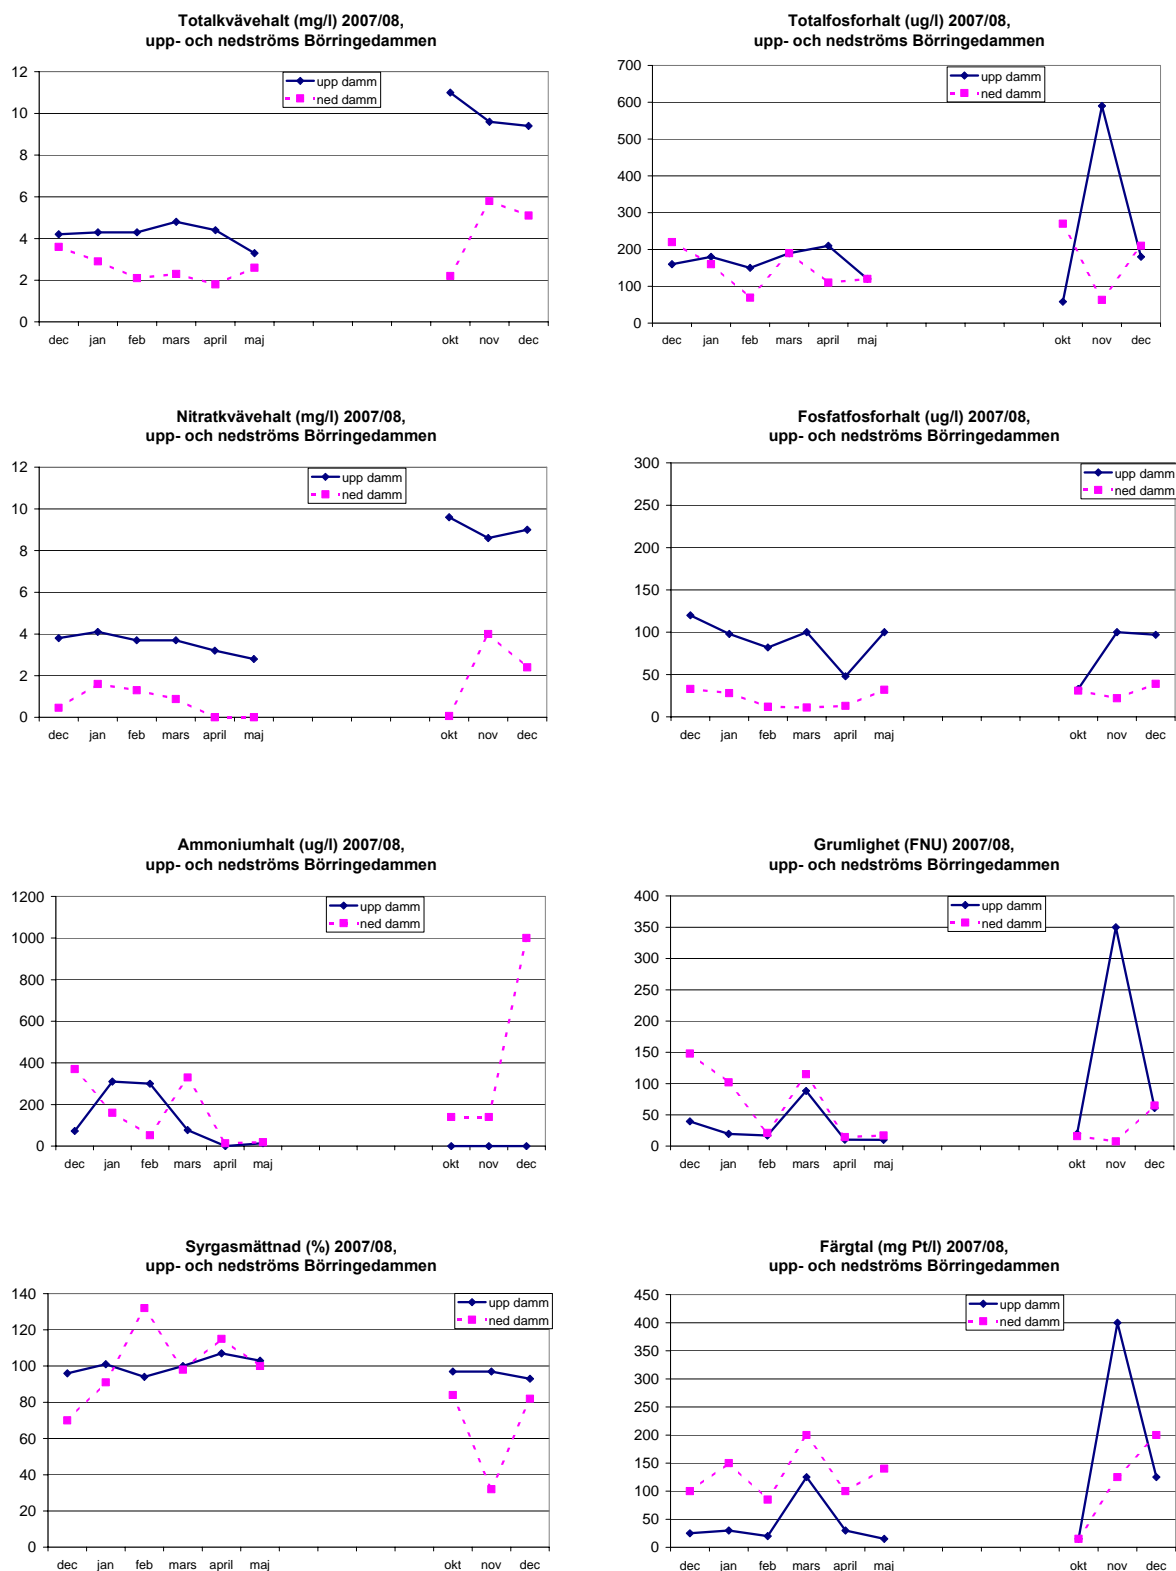 Totalkvävehalt (mg/l) 2007/08,
upp- och nedströms Börringedammen
12
10
8
6
4
2
0
upp damm
ned damm
dec jan feb mars april maj okt nov dec
Totalfosforhalt (ug/l) 2007/08,
upp- och nedströms Börringedammen
700
600
500
400
300
200
100
0
upp damm
ned damm
dec jan feb mars april maj okt nov dec
Nitratkvävehalt (mg/l) 2007/08,
upp- och nedströms Börringedammen
12
10
8
6
4
2
0
upp damm
ned damm
dec jan feb mars april maj okt nov dec
Fosfatfosforhalt (ug/l) 2007/08,
upp- och nedströms Börringedammen
300
250
200
150
100
50
0
upp damm
ned damm
dec jan feb mars april maj okt nov dec
Ammoniumhalt (ug/l) 2007/08,
upp- och nedströms Börringedammen
1200
1000
800
600
400
200
0
upp damm
ned damm
dec jan feb mars april maj okt nov dec
Grumlighet (FNU) 2007/08,
upp- och nedströms Börringedammen
400
350
300
250
200
150
100
50
0
upp damm
ned damm
dec jan feb mars april maj okt nov dec
Syrgasmättnad (%) 2007/08,
upp- och nedströms Börringedammen
140
120
100
80
60
40
20
0
upp damm
ned damm
dec jan feb mars april maj okt nov dec
Färgtal (mg Pt/l) 2007/08,
upp- och nedströms Börringedammen
450
400
350
300
250
200
150
100
50
0
upp damm
ned damm
dec jan feb mars april maj okt nov dec